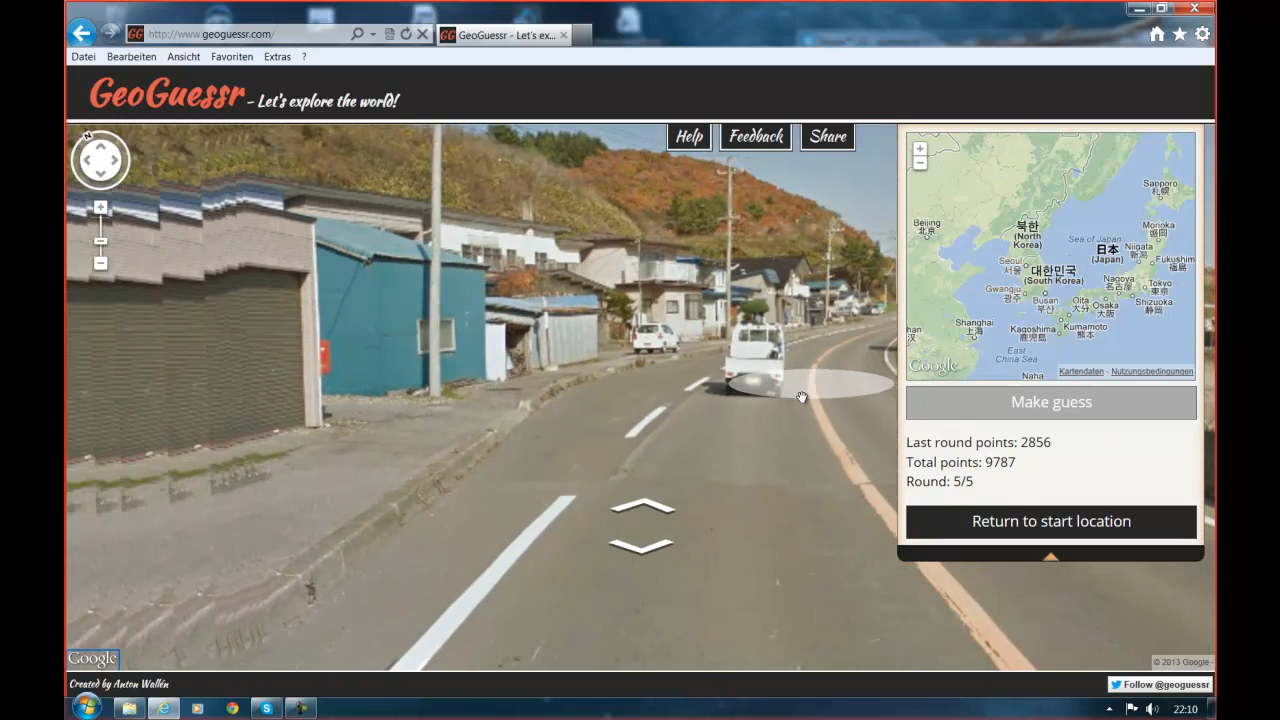 http://www.geoguessr.com/
GG GeoGuessr - Let's ex...
Datei Bearbeiten Ansicht Favoriten Extras ?
GeoGuessr - Let's explore the world!
N
Help Feedback Share
Sapporo
札幌
Beijing
北京
북한
(North
Korea)
Morioka
盛岡
Sea of Japan
日本
(Japan)
Niigata
新潟
Seoul
서울
Fukushim
福島
대한민국
(South Korea)
Nagoya
名古屋
Tokyo
東京
Gwangju
광주
Busan
부산
Oita
大分
Osaka
大阪
Shizuoka
静岡
Shanghai
上海
Kagoshima
鹿児島
Kumamoto
熊本
han
汉
East
China Sea
Naha
Google
Kartendaten - Nutzungsbedingungen
Make guess
Last round points: 2856
Total points: 9787
Round: 5/5
Return to start location
Google
© 2013 Google -
Created by Anton Wallén
Follow @geoguessr
22:10